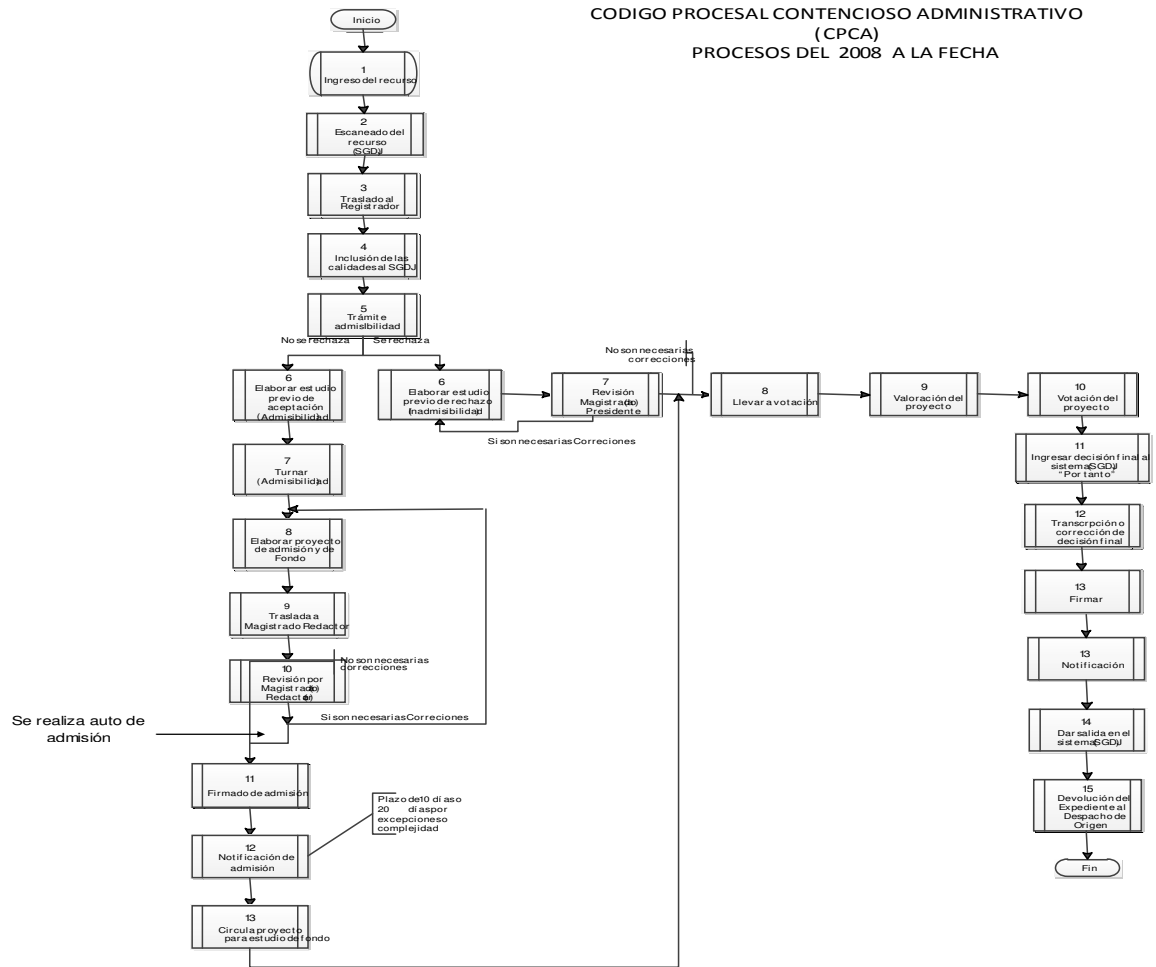 CODIGO PROCESAL CONTENCIOSO ADMINISTRATIVO
(CPCA)
PROCESOS DEL 2008 A LA FECHA
Inicio
1
Ingreso del recurso
2
Escaneado del
recurso
(SGDJ)
3
Traslado al
Registrador
4
Inclusión de las
calidades al SGDJ
5
Trámite
admisibilidad
No se rechaza
Se rechaza
6
Elaborar estudio
previo de
aceptación
(Admisibilidad)
7
Turnar
(Admisibilidad)
8
Elaborar proyecto
de admisión y de
Fondo
9
Traslada a
Magistrado Redactor
10
Revisión por
Magistrado(a)
Redactor(a)
No son necesarias
correcciones
Si son necesarias Correciones
Se realiza auto de
admisión
11
Firmado de admisión
12
Notificación de
admisión
Plazo de 10 días o
20 días por
excepciones o
complejidad
13
Circula proyecto
para estudio de fondo
6
Elaborar estudio
previo de rechazo
(Inadmisibilidad)
7
Revisión
Magistrado(a)
Presidente
Si son necesarias Correciones
No son necesarias
correcciones
8
Llevar a votación
9
Valoración del
proyecto
10
Votación del
proyecto
11
Ingresar decisión final al
sistema (SGDJ)
"Por tanto"
12
Transcrpción o
corrección de
decisión final
13
Firmar
13
Notificación
14
Dar salida en el
sistema (SGDJ)
15
Devolución del
Expediente al
Despacho de
Origen
Fin